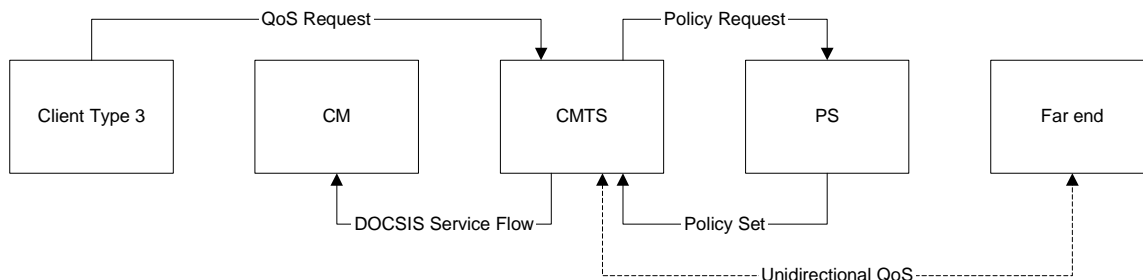 QoS Request
Policy Request
Client Type 3
CM
CMTS
PS
Far end
DOCSIS Service Flow
Policy Set
Unidirectional QoS